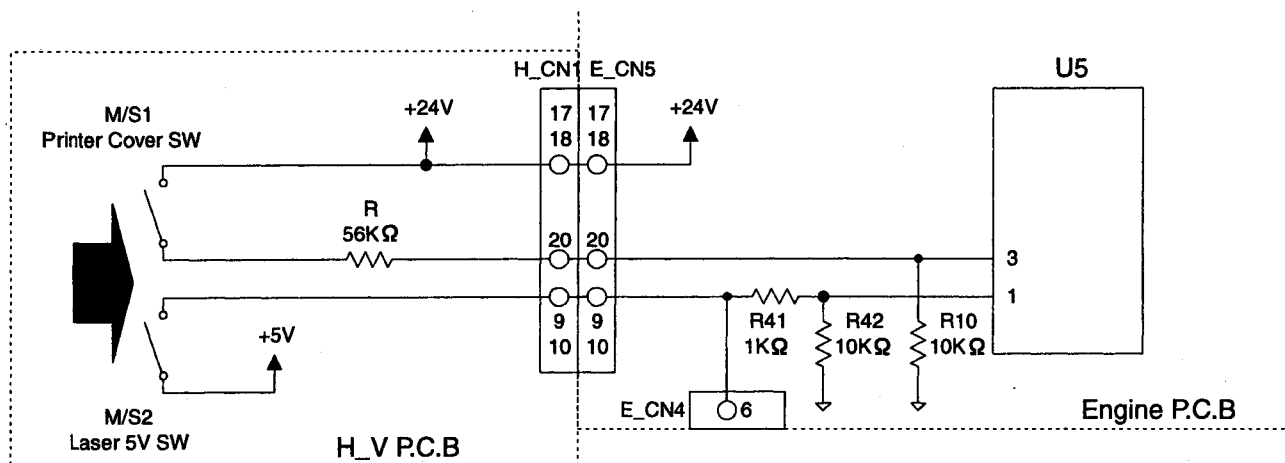 H_CN1 E_CN5
U5
M/S1
Printer Cover SW
+24V
17 17
18 18
+24V
R
56KΩ
20 20
3
1
9 9
10 10
R41
1KΩ
R42
10KΩ
R10
10KΩ
+5V
M/S2
Laser 5V SW
E_CN4
6
H_V P.C.B
Engine P.C.B